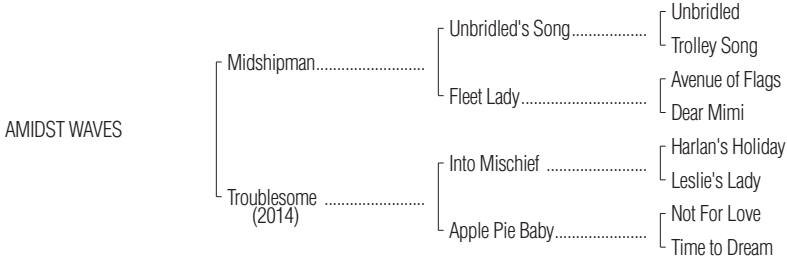 Unbridled
Unbridled's Song...................
Trolley Song
Midshipman..........................
Avenue of Flags
Fleet Lady...............................
Dear Mimi
AMIDST WAVES
Harlan's Holiday
Into Mischief .........................
Leslie's Lady
Troublesome ........................
(2014)
Not For Love
Apple Pie Baby.......................
Time to Dream